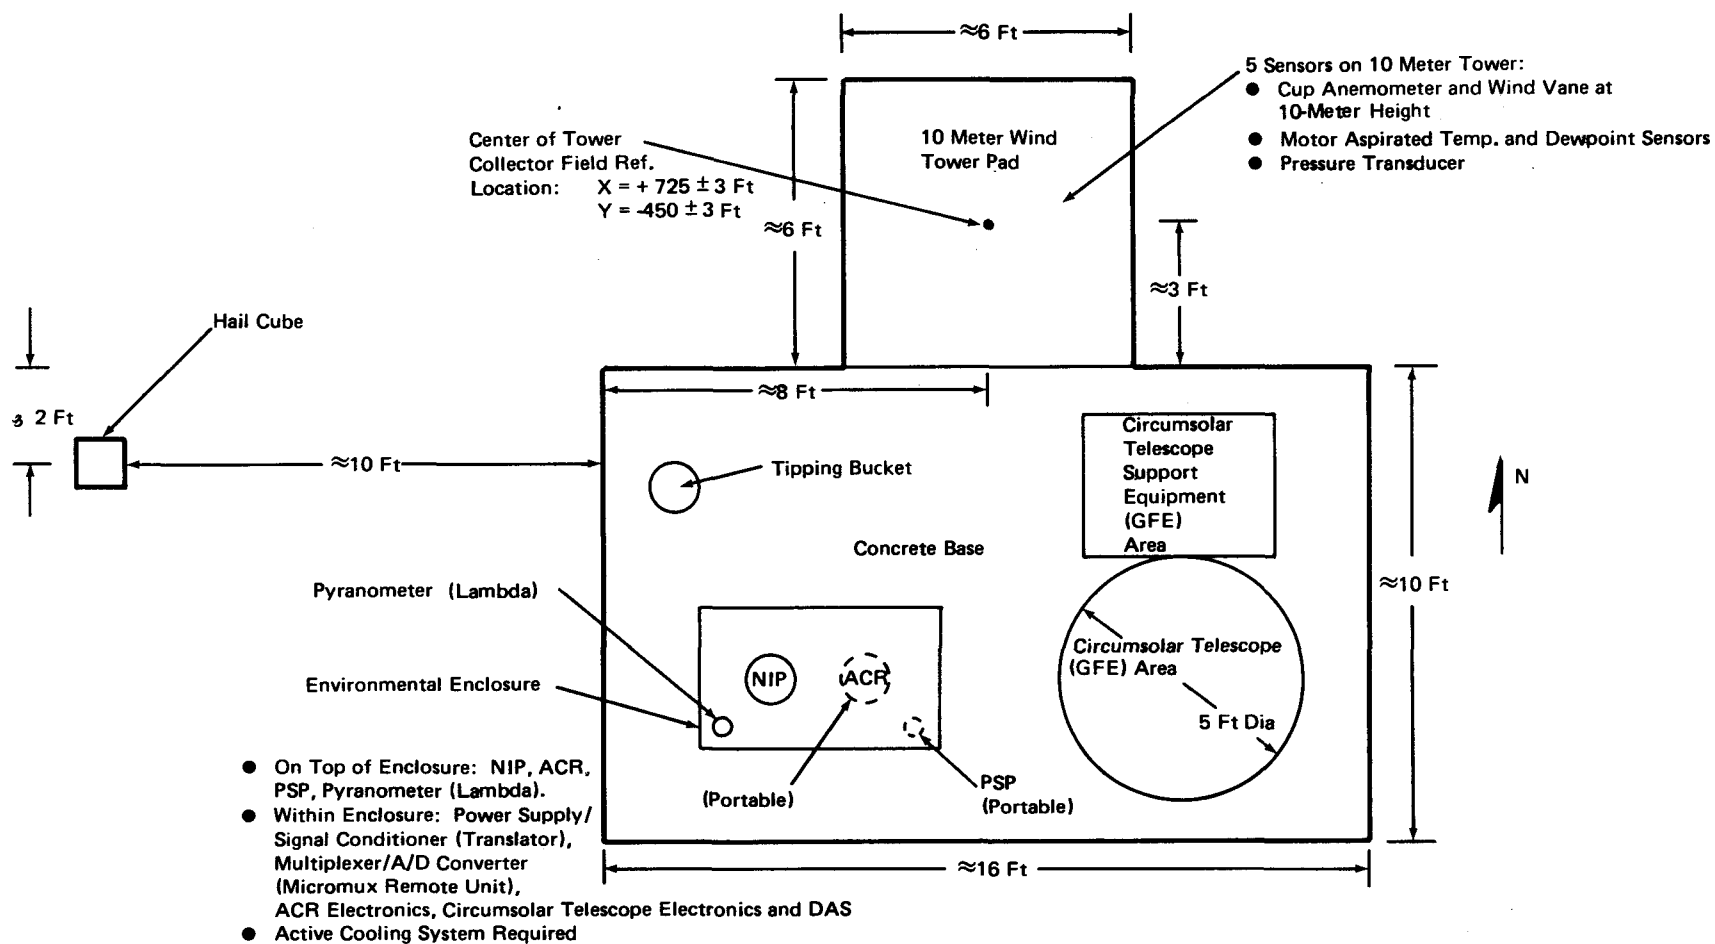 ≈6 Ft
5 Sensors on 10 Meter Tower:
● Cup Anemometer and Wind Vane at
10-Meter Height
● Motor Aspirated Temp. and Dewpoint Sensors
● Pressure Transducer
Center of Tower
Collector Field Ref.
Location: X = + 725 ± 3 Ft
Y = -450 ± 3 Ft
10 Meter Wind
Tower Pad
≈6 Ft
≈3 Ft
Hail Cube
2 Ft
≈10 Ft
≈8 Ft
Tipping Bucket
Circumsolar
Telescope
Support
Equipment
(GFE)
Area
N
Concrete Base
≈10 Ft
Pyranometer (Lambda)
Environmental Enclosure
NIP
ACR
Circumsolar Telescope
(GFE) Area
5 Ft Dia
(Portable)
PSP
(Portable)
≈16 Ft
● On Top of Enclosure: NIP, ACR,
PSP, Pyranometer (Lambda).
● Within Enclosure: Power Supply/
Signal Conditioner (Translator),
Multiplexer/A/D Converter
(Micromux Remote Unit),
ACR Electronics, Circumsolar Telescope Electronics and DAS
● Active Cooling System Required